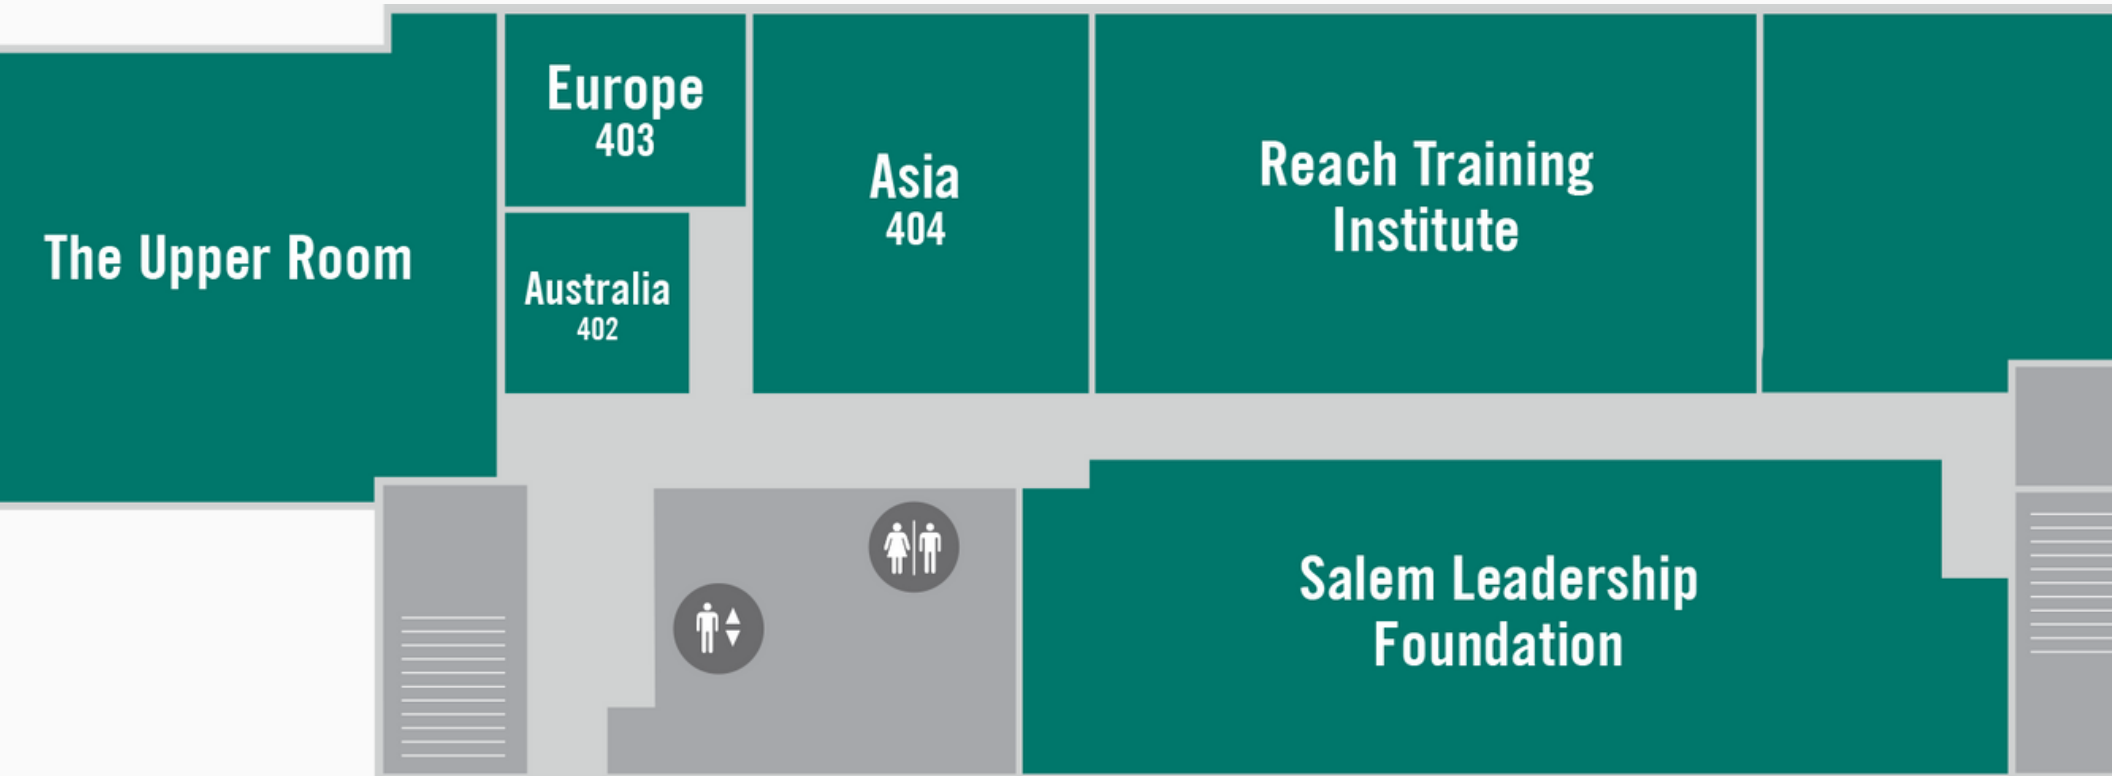 Europe
403
Asia
404
Reach Training
Institute
The Upper Room
Australia
402
Salem Leadership
Foundation